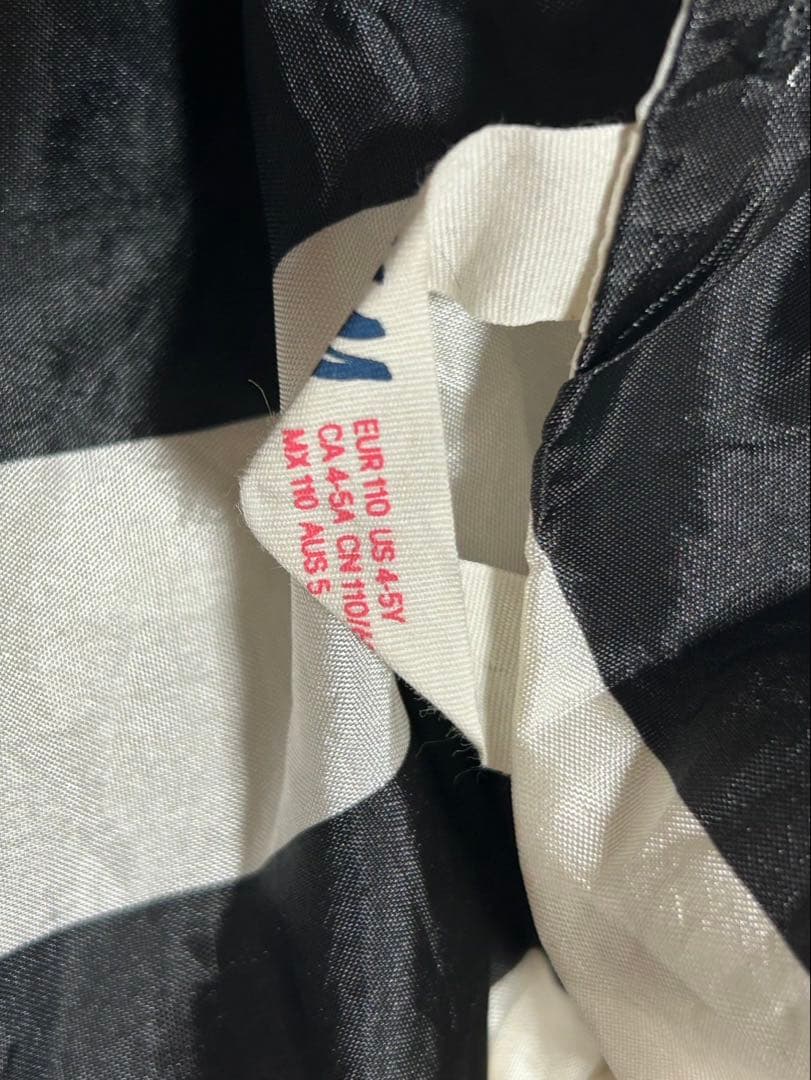 EUR 110 US 4-5Y
CA 4-5A CN 110/
MX 110 AUS 5